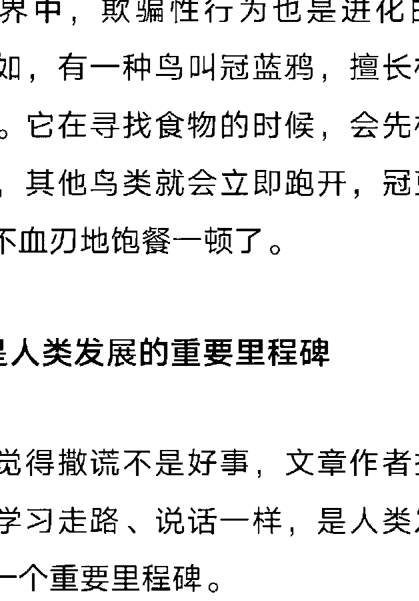 界中，欺骗性行为也是进化
如，有一种鸟叫冠蓝鸦，擅长
。它在寻找食物的时候，会先
，其他鸟类就会立即跑开，冠
不血刃地饱餐一顿了。
是人类发展的重要里程碑
觉得撒谎不是好事，文章作者
学习走路、说话一样，是人类
一个重要里程碑。